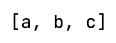 [a, b, c]